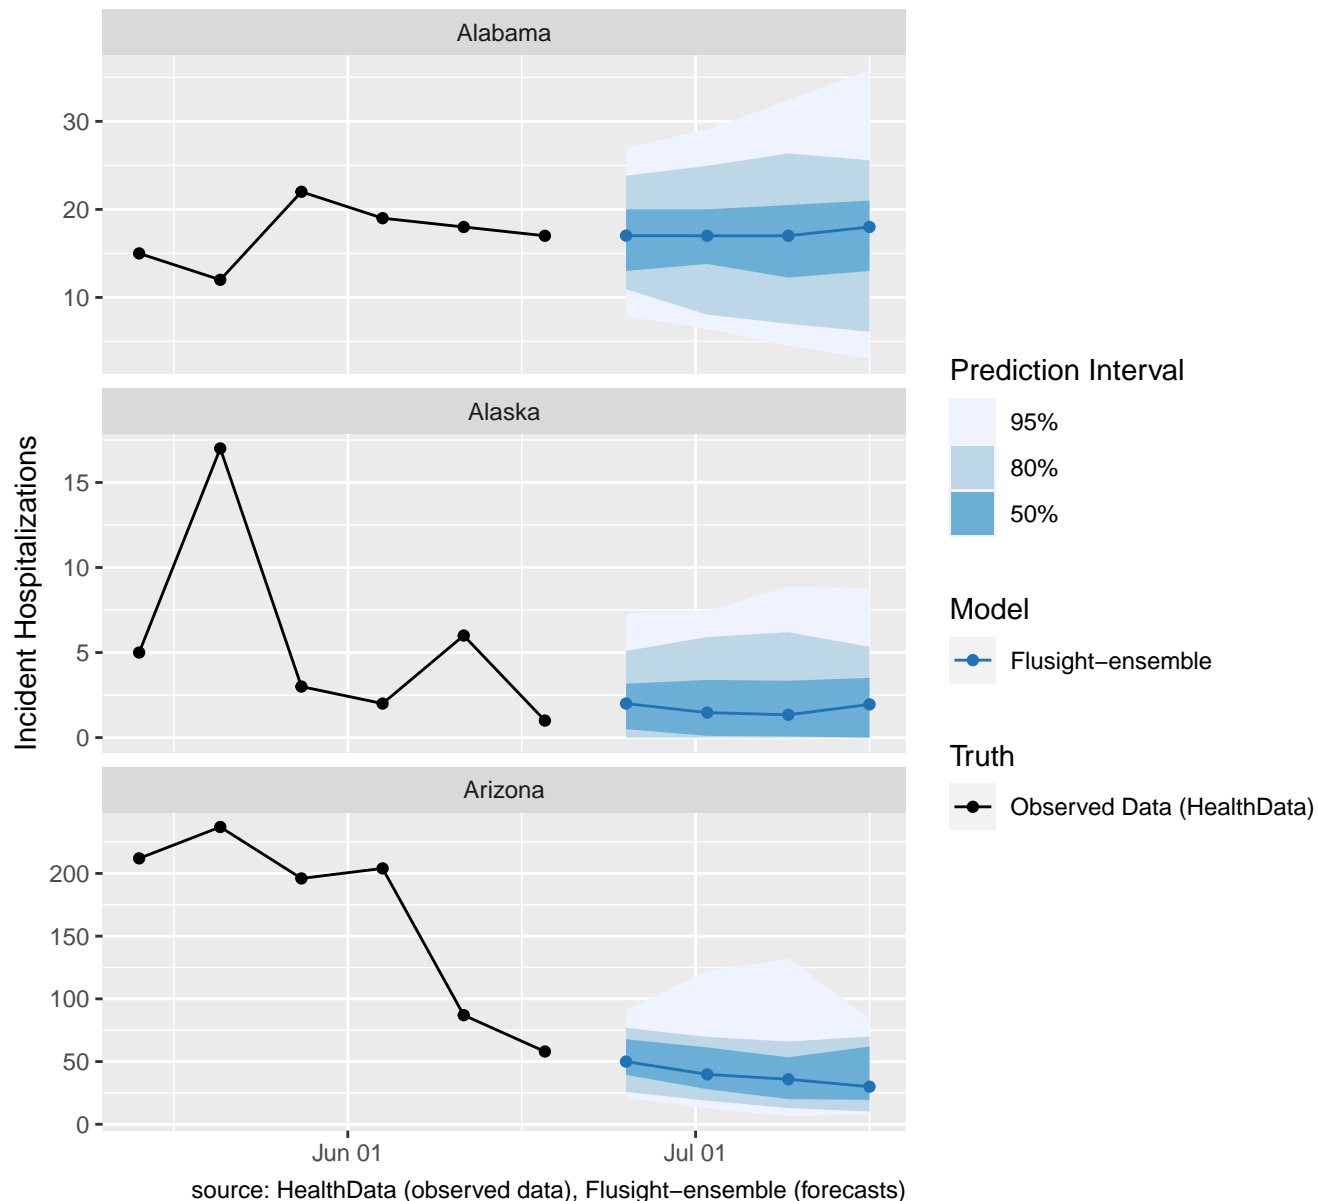 Alabama
30
20
10
Alaska
15
10
5
0
Arizona
200
150
100
50
0
Jun 01
Jul 01
Incident Hospitalizations
source: HealthData (observed data), Flusight−ensemble (forecasts)
Prediction Interval
95%
80%
50%
Model
Flusight−ensemble
Truth
Observed Data (HealthData)